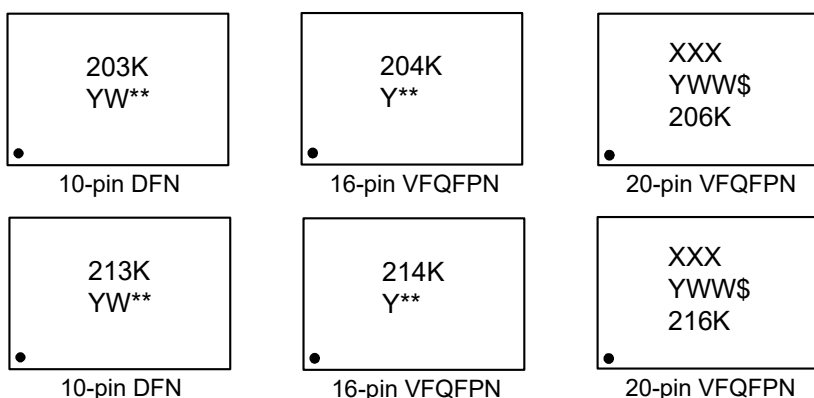 203K
YW**
10-pin DFN
204K
Y**
16-pin VFQFPN
XXX
YWW$
206K
20-pin VFQFPN
213K
YW**
10-pin DFN
214K
Y**
16-pin VFQFPN
XXX
YWW$
216K
20-pin VFQFPN